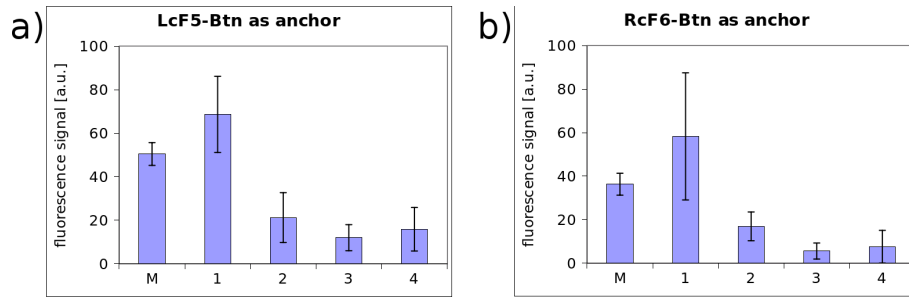 a)
LcF5-Btn as anchor
fluorescence signal [a.u.]
100
80
60
40
20
0
M 1 2 3 4
b)
RcF6-Btn as anchor
fluorescence signal [a.u.]
100
80
60
40
20
0
M 1 2 3 4